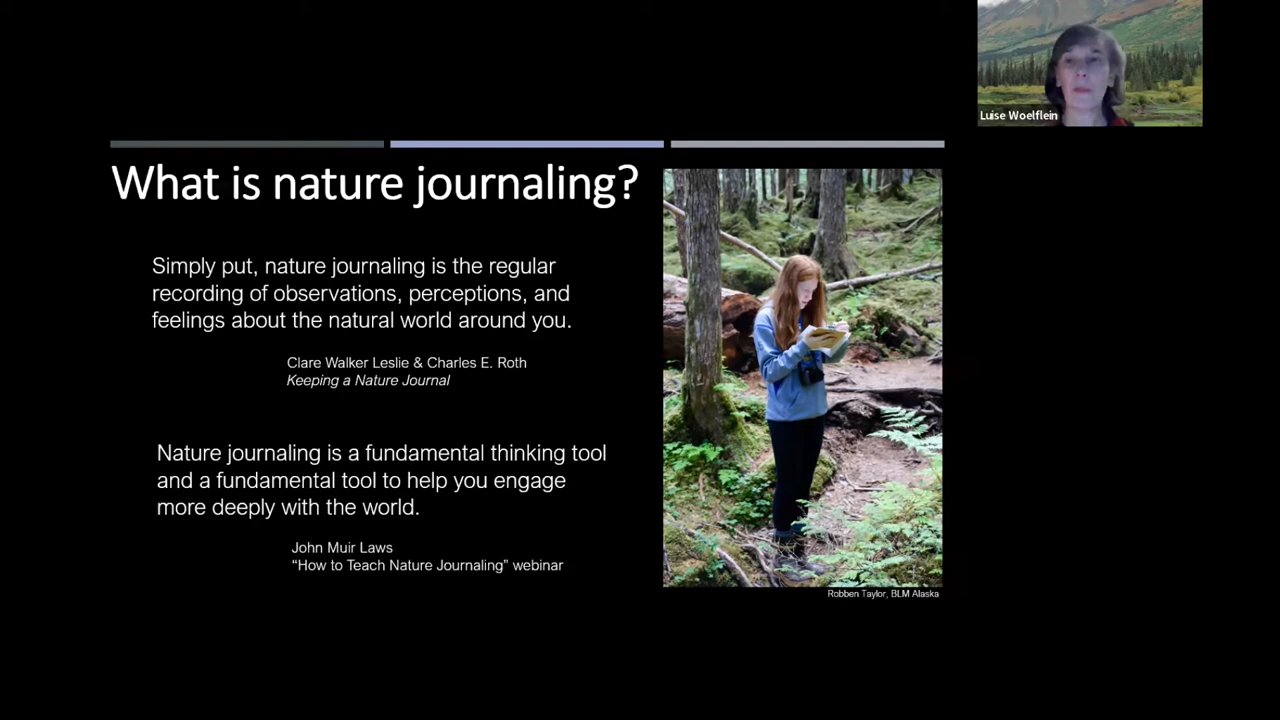 Luise Woelflein
What is nature journaling?
Simply put, nature journaling is the regular
recording of observations, perceptions, and
feelings about the natural world around you.
Clare Walker Leslie & Charles E. Roth
Keeping a Nature Journal
Nature journaling is a fundamental thinking tool
and a fundamental tool to help you engage
more deeply with the world.
John Muir Laws
“How to Teach Nature Journaling” webinar
Robben Taylor, BLM Alaska